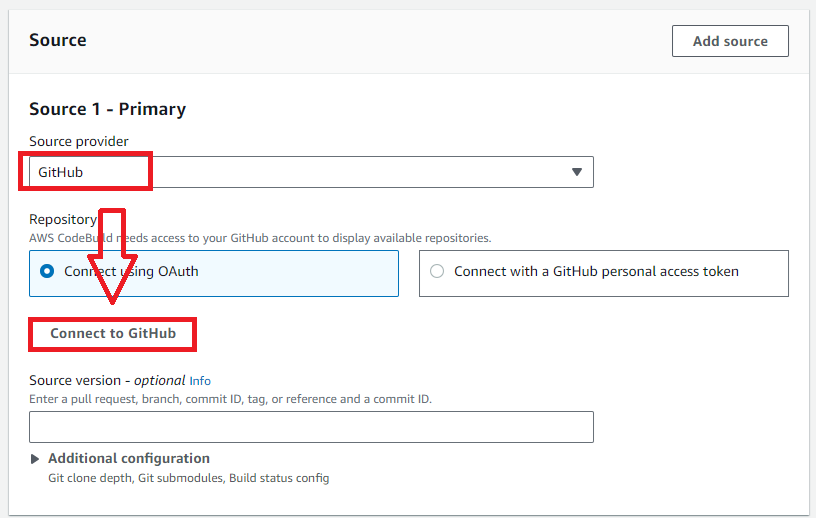 Source
Add source
Source 1 - Primary
Source provider
GitHub
Repository
AWS CodeBuild needs access to your GitHub account to display available repositories.
Connect using OAuth
Connect with a GitHub personal access token
Connect to GitHub
Source version - optional Info
Enter a pull request, branch, commit ID, tag, or reference and a commit ID.
Additional configuration
Git clone depth, Git submodules, Build status config